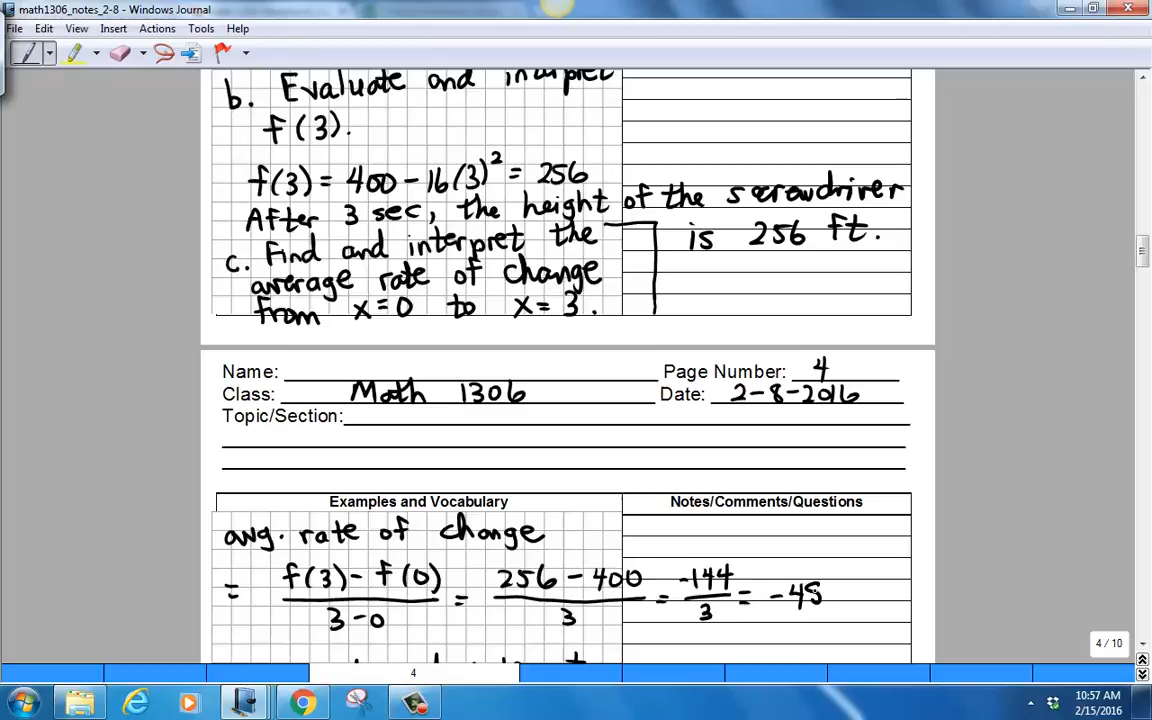 math1306_notes_2-8 - Windows Journal
File Edit View Insert Actions Tools Help
b. Evaluate and interpret
f(3).
f(3) = 400 - 16(3)² = 256
After 3 sec, the height of the screwdriver
is 256 ft.
c. Find and interpret the
average rate of change
from x=0 to x=3.
Name:
Page Number: 4
Class: Math 1306
Date: 2-8-2016
Topic/Section:
Examples and Vocabulary
Notes/Comments/Questions
avg. rate of change
= f(3) - f(0) / 3 - 0 = 256 - 400 / 3 = -144 / 3 = -48
4 / 10
4
10:57 AM
2/15/2016